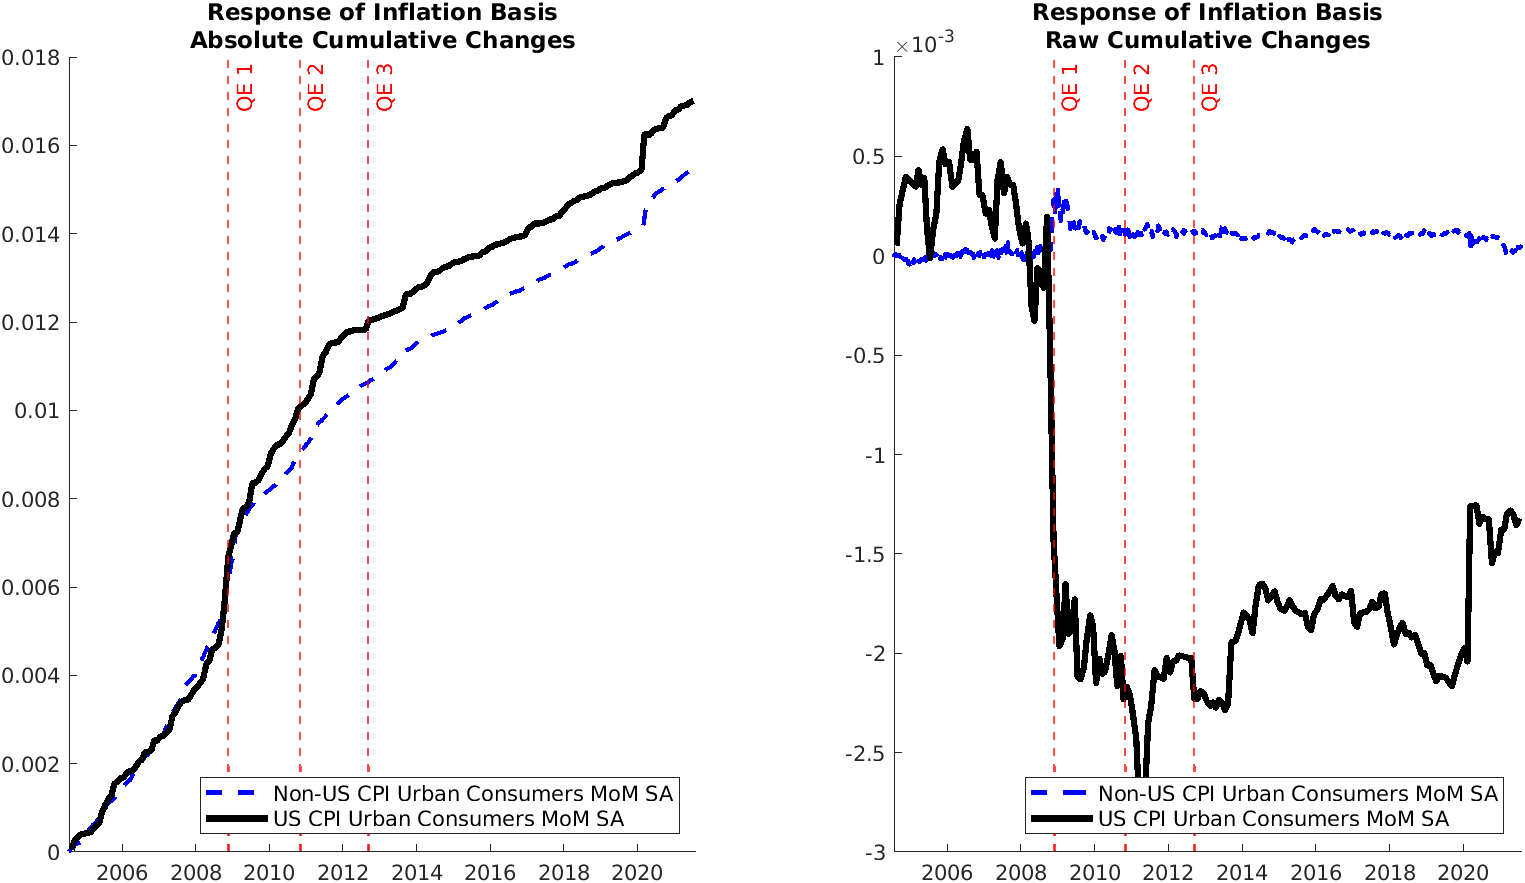 Response of Inflation Basis
Absolute Cumulative Changes
0.018
0.016
0.014
0.012
0.01
0.008
0.006
0.004
0.002
0
QE 1
QE 2
QE 3
Non-US CPI Urban Consumers MoM SA
US CPI Urban Consumers MoM SA
2006
2008
2010
2012
2014
2016
2018
2020
Response of Inflation Basis
Raw Cumulative Changes
×10⁻³
1
0.5
0
-0.5
-1
-1.5
-2
-2.5
-3
QE 1
QE 2
QE 3
Non-US CPI Urban Consumers MoM SA
US CPI Urban Consumers MoM SA
2006
2008
2010
2012
2014
2016
2018
2020